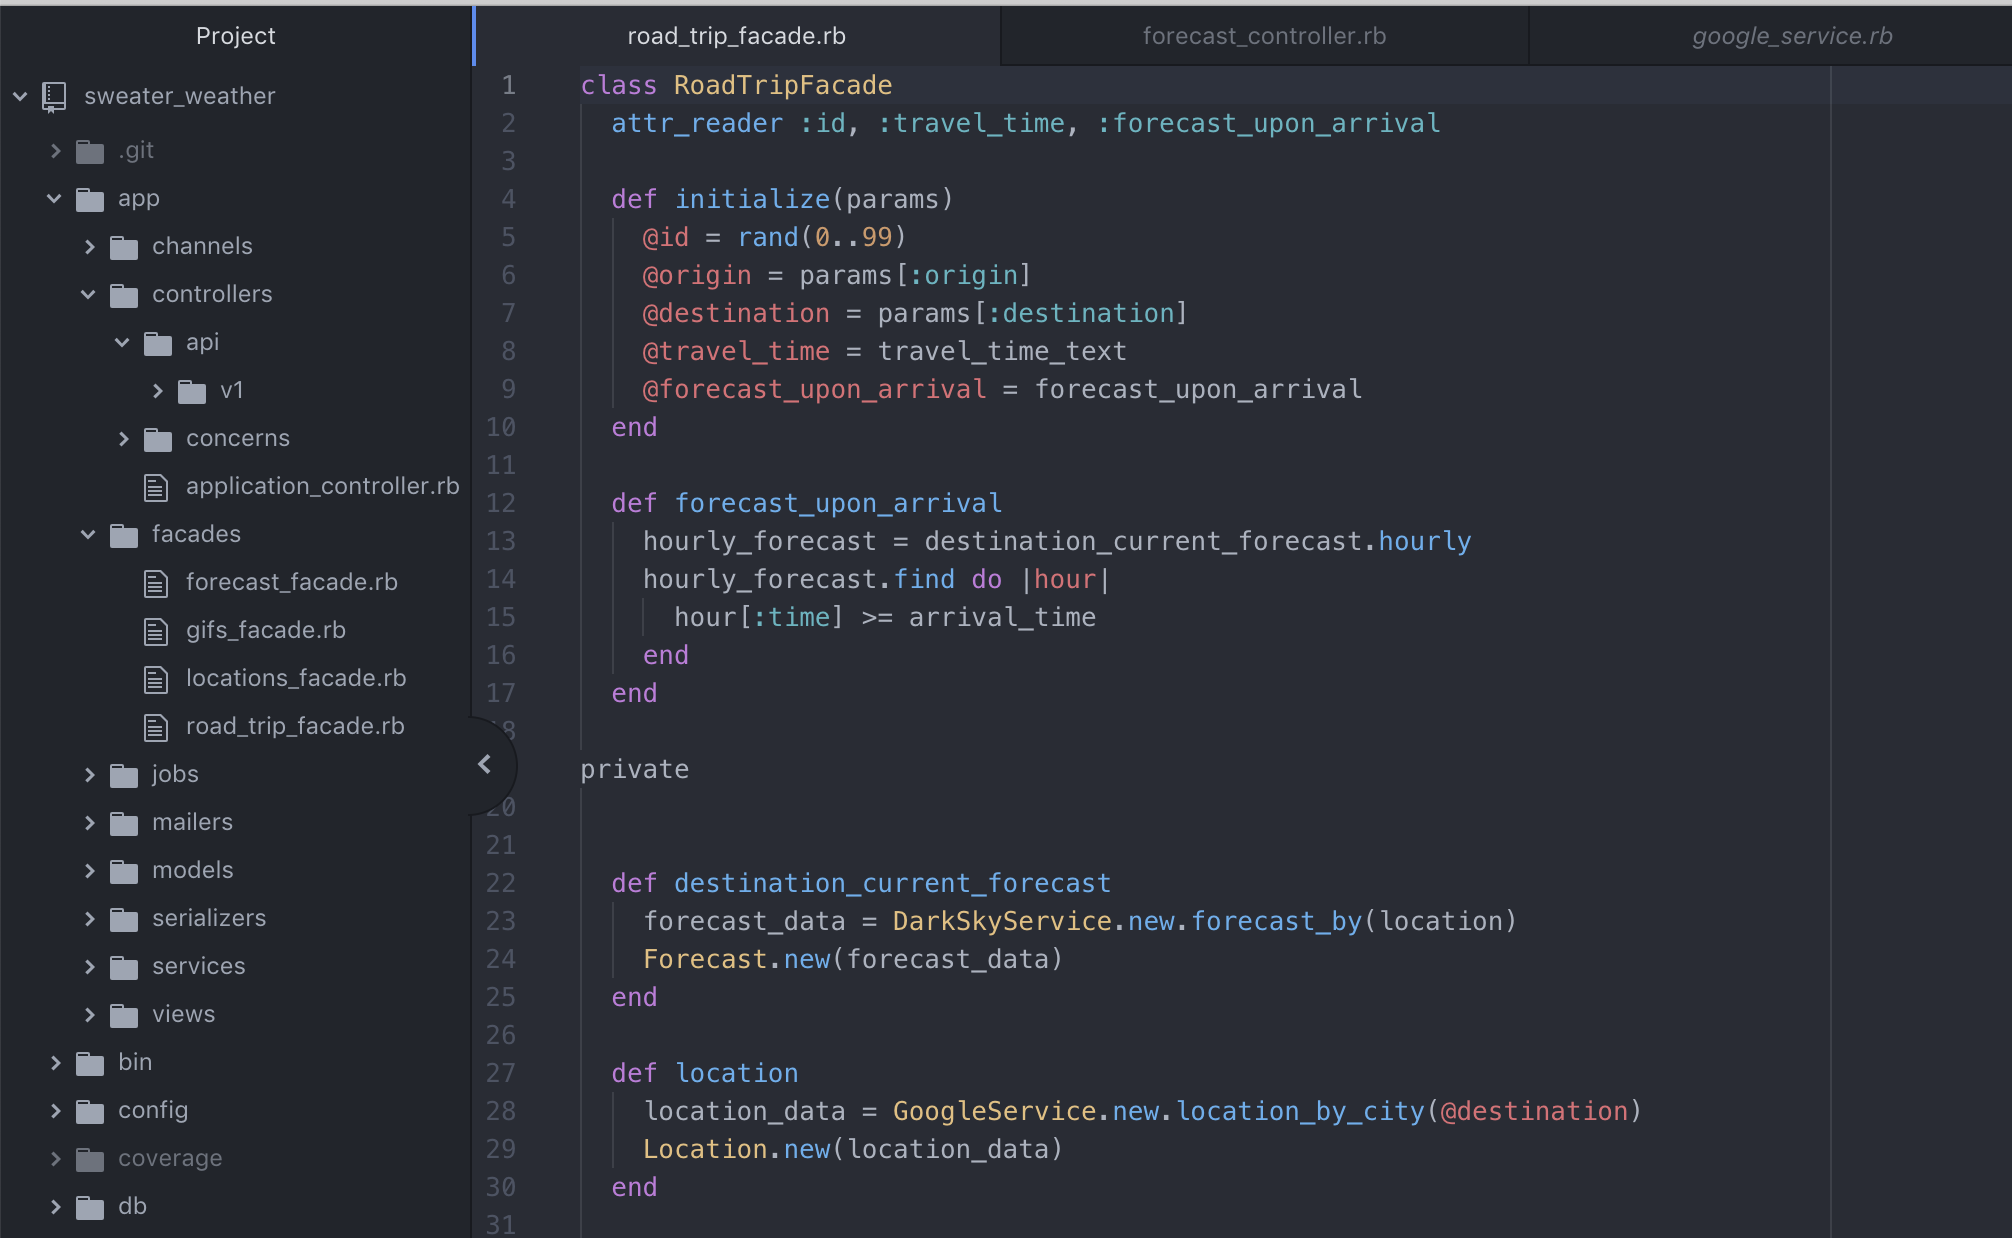 Project
sweater_weather
.git
app
channels
controllers
api
v1
concerns
application_controller.rb
facades
forecast_facade.rb
gifs_facade.rb
locations_facade.rb
road_trip_facade.rb
jobs
mailers
models
serializers
services
views
bin
config
coverage
db
road_trip_facade.rb
forecast_controller.rb
google_service.rb
1 class RoadTripFacade
2   attr_reader :id, :travel_time, :forecast_upon_arrival
3
4   def initialize(params)
5     @id = rand(0..99)
6     @origin = params[:origin]
7     @destination = params[:destination]
8     @travel_time = travel_time_text
9     @forecast_upon_arrival = forecast_upon_arrival
10   end
11
12   def forecast_upon_arrival
13     hourly_forecast = destination_current_forecast.hourly
14     hourly_forecast.find do |hour|
15       hour[:time] >= arrival_time
16     end
17   end
8
private
20
21
22   def destination_current_forecast
23     forecast_data = DarkSkyService.new.forecast_by(location)
24     Forecast.new(forecast_data)
25   end
26
27   def location
28     location_data = GoogleService.new.location_by_city(@destination)
29     Location.new(location_data)
30   end
31